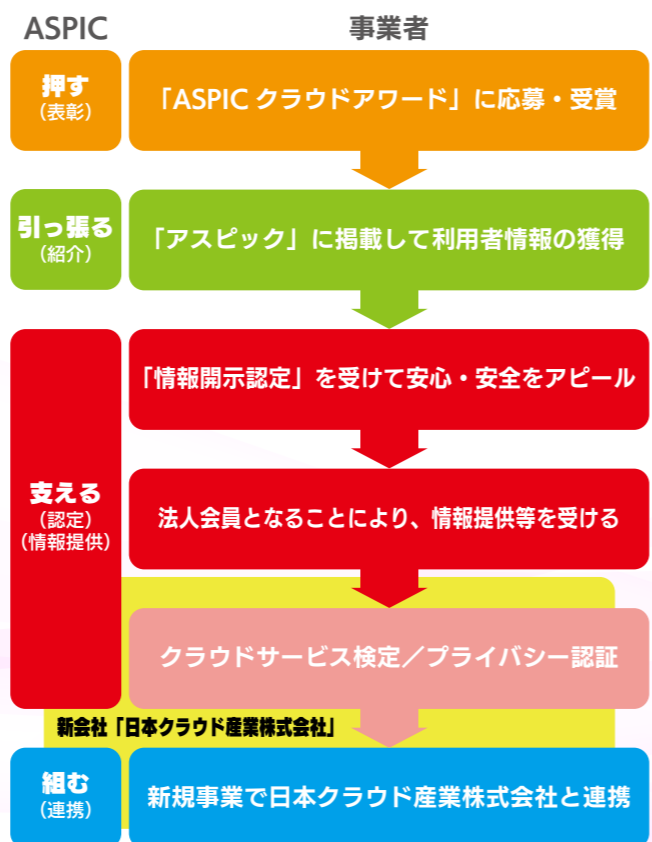 ASPIC 事業者
押す
（表彰）
「ASPIC クラウドアワード」に応募・受賞
引っ張る
（紹介）
「アスピック」に掲載して利用者情報の獲得
「情報開示認定」を受けて安心・安全をアピール
支える
（認定）
（情報提供）
法人会員となることにより、情報提供等を受ける
クラウドサービス検定／プライバシー認証
新会社「日本クラウド産業株式会社」
組む
（連携）
新規事業で日本クラウド産業株式会社と連携